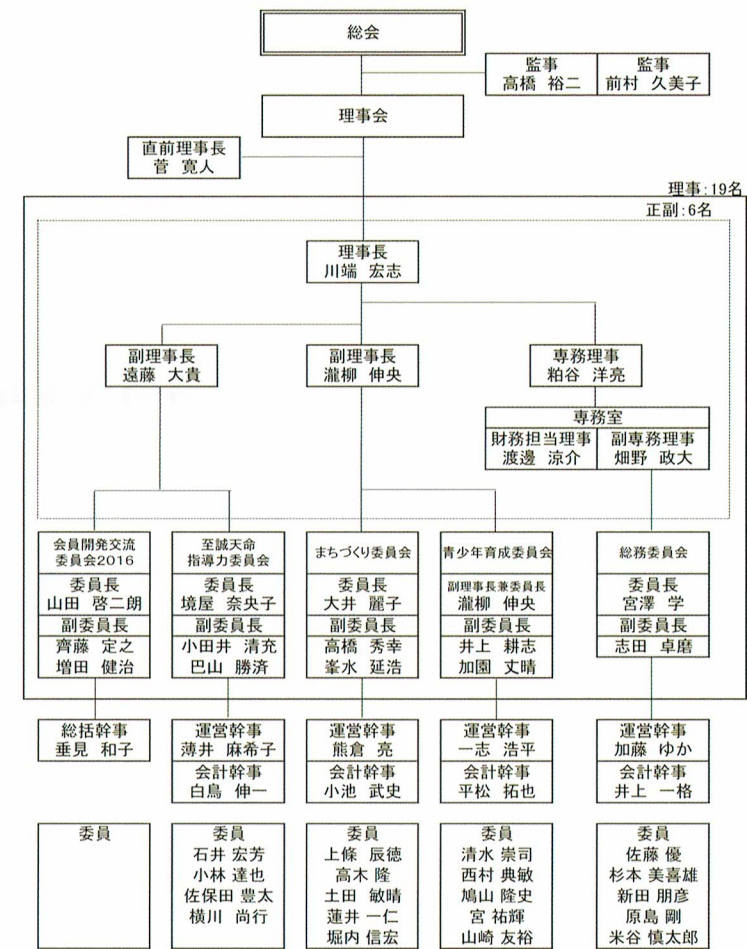 総会
監事
高橋 裕二
監事
前村 久美子
理事会
直前理事長
菅 寛人
理事:19名
正副:6名
理事長
川端 宏志
副理事長
遠藤 大貴
副理事長
瀧柳 伸央
専務理事
粕谷 洋亮
専務室
財務担当理事
渡邊 涼介
副専務理事
畑野 政大
会員開発交流
委員会2016
委員長
山田 啓二朗
副委員長
齊藤 定之
増田 健治
至誠天命
指導力委員会
委員長
境屋 奈央子
副委員長
小田井 清充
巴山 勝済
まちづくり委員会
委員長
大井 麗子
副委員長
高橋 秀幸
峯水 延浩
青少年育成委員会
副理事長兼委員長
瀧柳 伸央
副委員長
井上 耕志
加園 丈晴
総務委員会
委員長
宮澤 学
副委員長
志田 卓磨
総括幹事
垂見 和子
運営幹事
薄井 麻希子
会計幹事
白鳥 伸一
運営幹事
熊倉 亮
会計幹事
小池 武史
運営幹事
一志 浩平
会計幹事
平松 拓也
運営幹事
加藤 ゆか
会計幹事
井上 一格
委員
委員
石井 宏芳
小林 達也
佐保田 豊太
横川 尚行
委員
上條 辰徳
高木 隆
土田 敏晴
蓮井 一仁
堀内 信宏
委員
清水 崇司
西村 典敏
鳩山 隆史
宮 祐輝
山崎 友裕
委員
佐藤 優
杉本 美喜雄
新田 朋彦
原島 剛
米谷 慎太郎